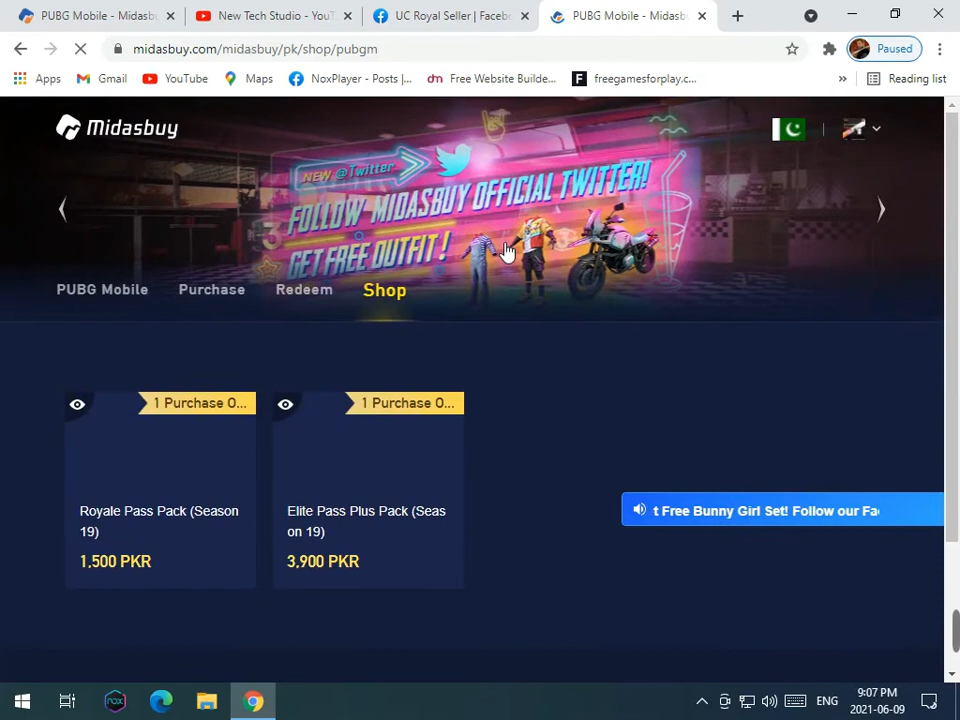 PUBG Mobile - Midasbu
New Tech Studio - YouT
UC Royal Seller | Facebo
PUBG Mobile - Midasbu
midasbuy.com/midasbuy/pk/shop/pubgm
Paused
Apps
Gmail
YouTube
Maps
NoxPlayer - Posts |...
Free Website Builde...
freegamesforplay.c...
Reading list
Midasbuy
NEW @Twitter
FOLLOW MIDASBUY OFFICIAL TWITTER!
GET FREE OUTFIT !
PUBG Mobile
Purchase
Redeem
Shop
1 Purchase O...
1 Purchase O...
Royale Pass Pack (Season
19)
1,500 PKR
Elite Pass Plus Pack (Seas
on 19)
3,900 PKR
t Free Bunny Girl Set! Follow our Fa
nox
ENG
9:07 PM
2021-06-09